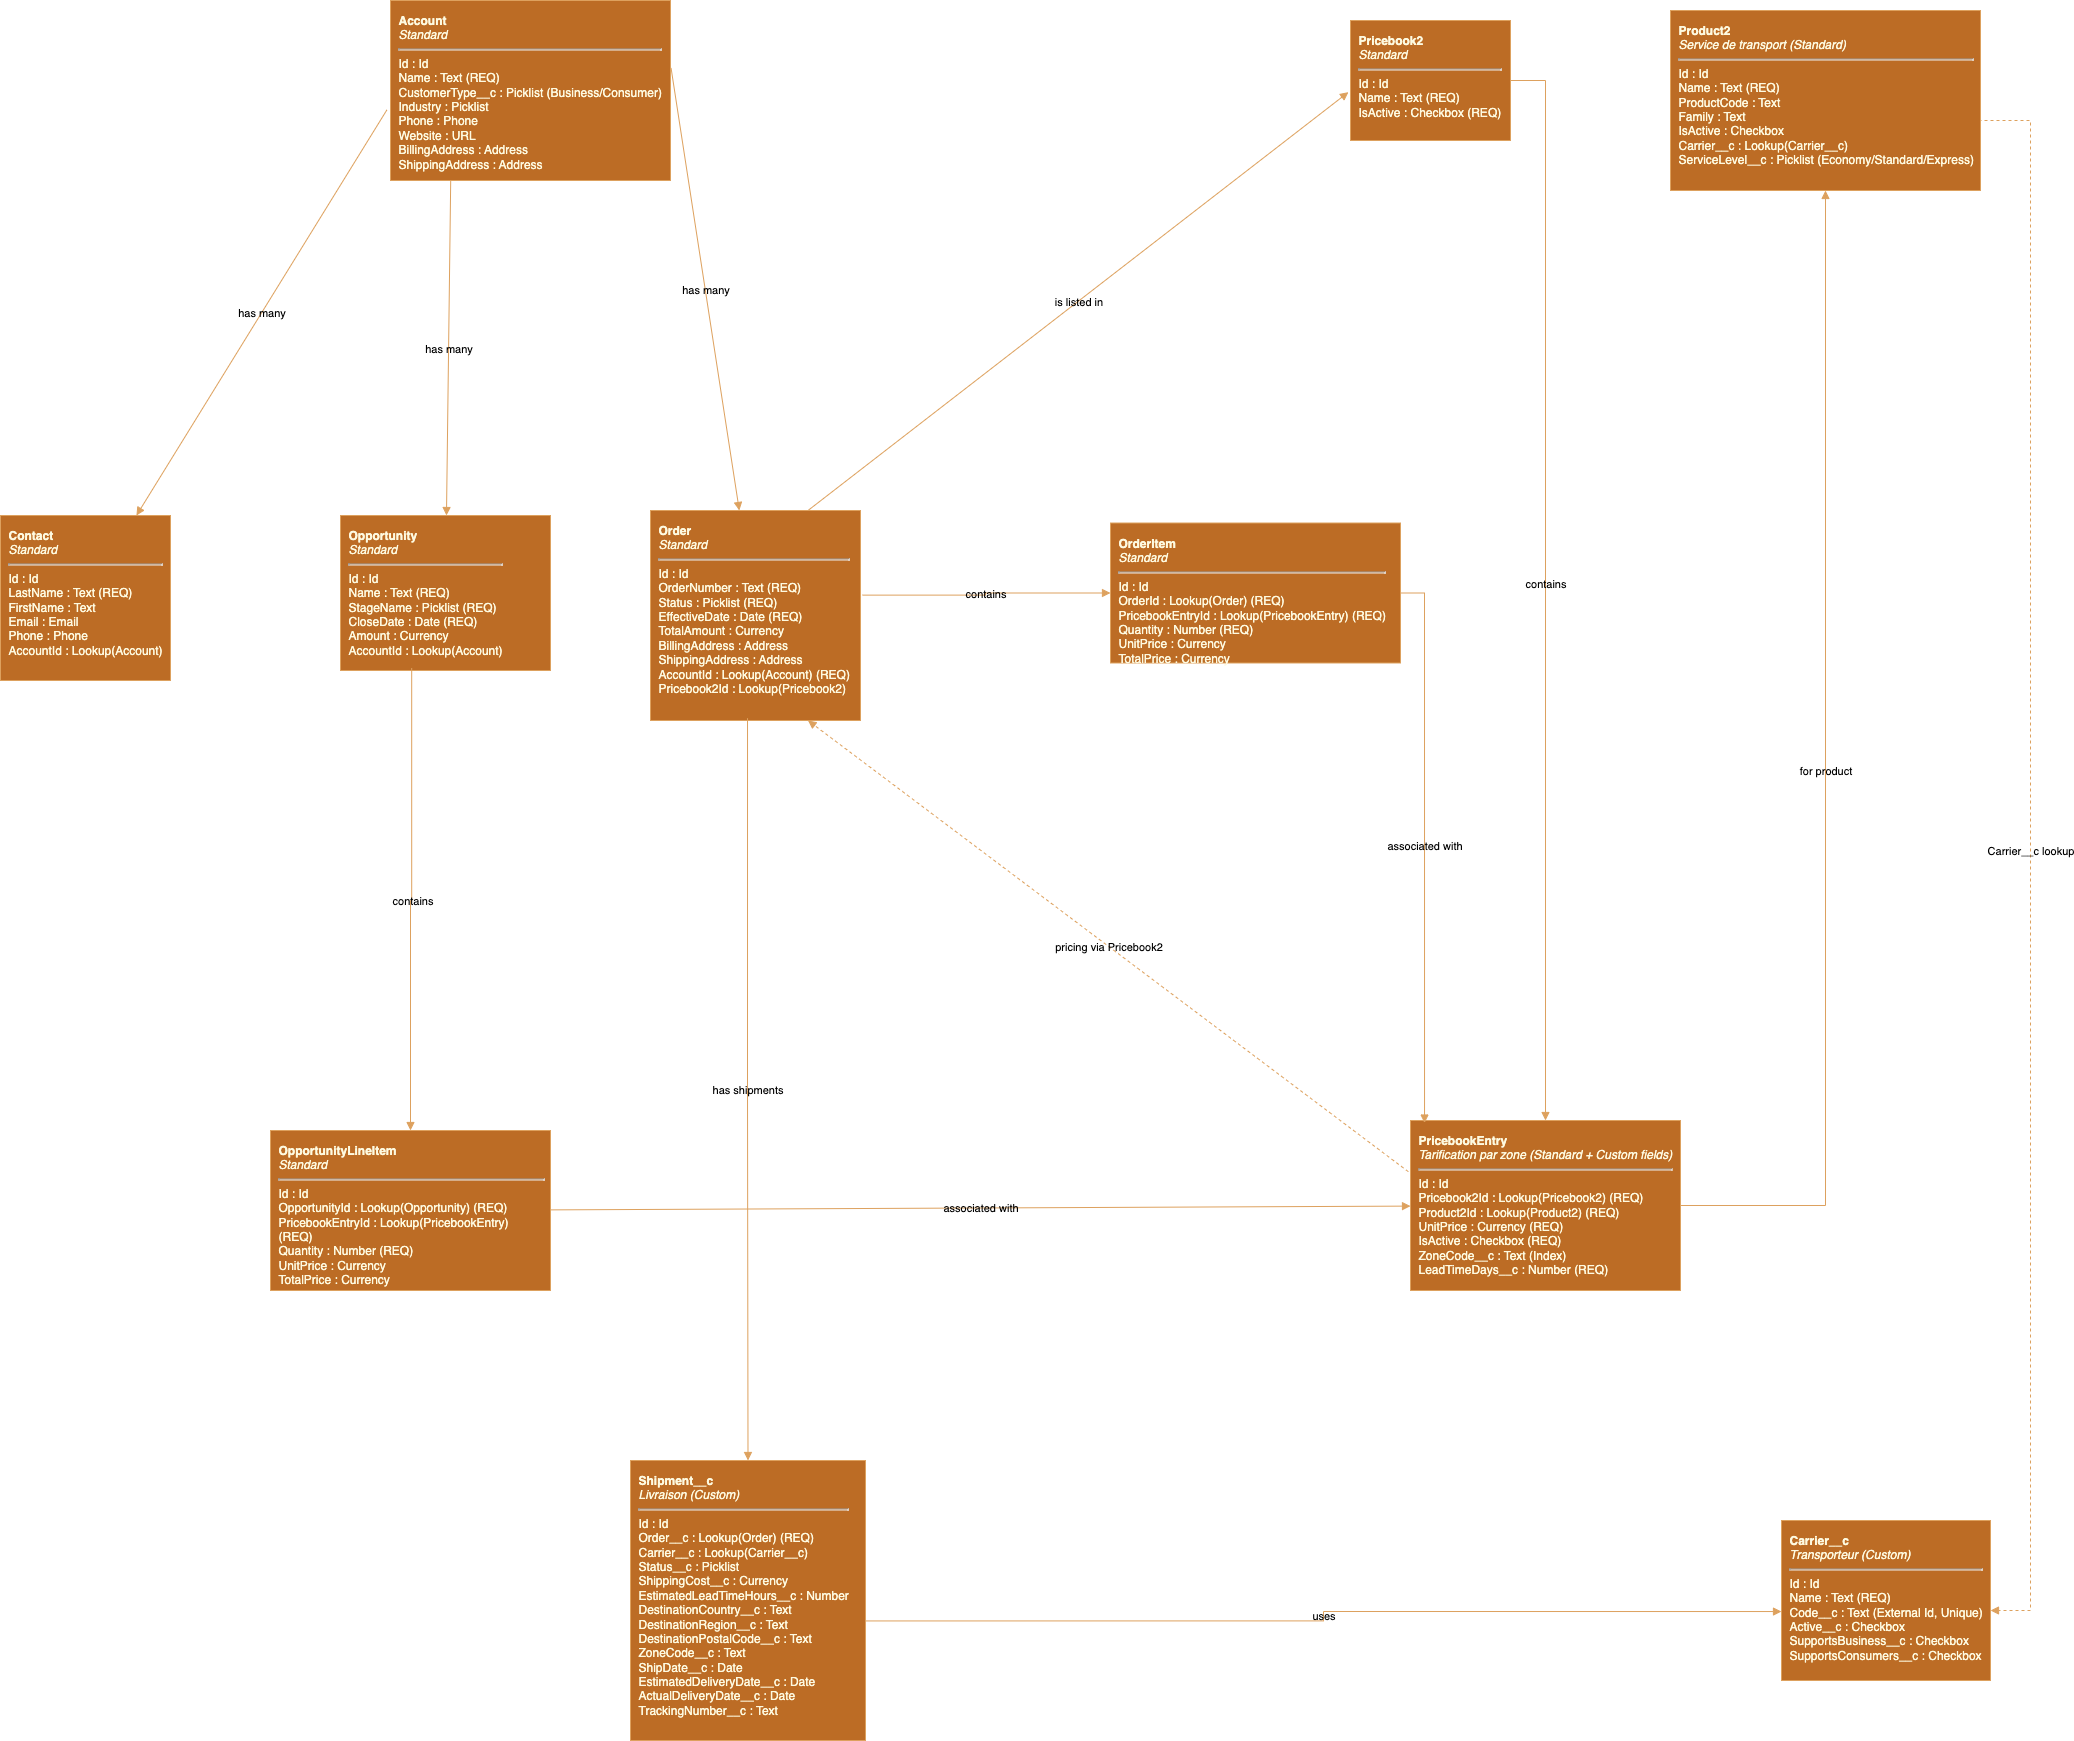 Account
Standard
Id : Id
Name : Text (REQ)
CustomerType__c : Picklist (Business/Consumer)
Industry : Picklist
Phone : Phone
Website : URL
BillingAddress : Address
ShippingAddress : Address
Pricebook2
Standard
Id : Id
Name : Text (REQ)
IsActive : Checkbox (REQ)
Product2
Service de transport (Standard)
Id : Id
Name : Text (REQ)
ProductCode : Text
Family : Text
IsActive : Checkbox
Carrier__c : Lookup(Carrier__c)
ServiceLevel__c : Picklist (Economy/Standard/Express)
has many
has many
has many
is listed in
Contact
Standard
Id : Id
LastName : Text (REQ)
FirstName : Text
Email : Email
Phone : Phone
AccountId : Lookup(Account)
Opportunity
Standard
Id : Id
Name : Text (REQ)
StageName : Picklist (REQ)
CloseDate : Date (REQ)
Amount : Currency
AccountId : Lookup(Account)
Order
Standard
Id : Id
OrderNumber : Text (REQ)
Status : Picklist (REQ)
EffectiveDate : Date (REQ)
TotalAmount : Currency
BillingAddress : Address
ShippingAddress : Address
AccountId : Lookup(Account) (REQ)
Pricebook2Id : Lookup(Pricebook2)
contains
OrderItem
Standard
Id : Id
OrderId : Lookup(Order) (REQ)
PricebookEntryId : Lookup(PricebookEntry) (REQ)
Quantity : Number (REQ)
UnitPrice : Currency
TotalPrice : Currency
contains
for product
associated with
Carrier__c lookup
contains
pricing via Pricebook2
has shipments
OpportunityLineItem
Standard
Id : Id
OpportunityId : Lookup(Opportunity) (REQ)
PricebookEntryId : Lookup(PricebookEntry)
(REQ)
Quantity : Number (REQ)
UnitPrice : Currency
TotalPrice : Currency
associated with
PricebookEntry
Tarification par zone (Standard + Custom fields)
Id : Id
Pricebook2Id : Lookup(Pricebook2) (REQ)
Product2Id : Lookup(Product2) (REQ)
UnitPrice : Currency (REQ)
IsActive : Checkbox (REQ)
ZoneCode__c : Text (Index)
LeadTimeDays__c : Number (REQ)
Shipment__c
Livraison (Custom)
Id : Id
Order__c : Lookup(Order) (REQ)
Carrier__c : Lookup(Carrier__c)
Status__c : Picklist
ShippingCost__c : Currency
EstimatedLeadTimeHours__c : Number
DestinationCountry__c : Text
DestinationRegion__c : Text
DestinationPostalCode__c : Text
ZoneCode__c : Text
ShipDate__c : Date
EstimatedDeliveryDate__c : Date
ActualDeliveryDate__c : Date
TrackingNumber__c : Text
uses
Carrier__c
Transporteur (Custom)
Id : Id
Name : Text (REQ)
Code__c : Text (External Id, Unique)
Active__c : Checkbox
SupportsBusiness__c : Checkbox
SupportsConsumers__c : Checkbox